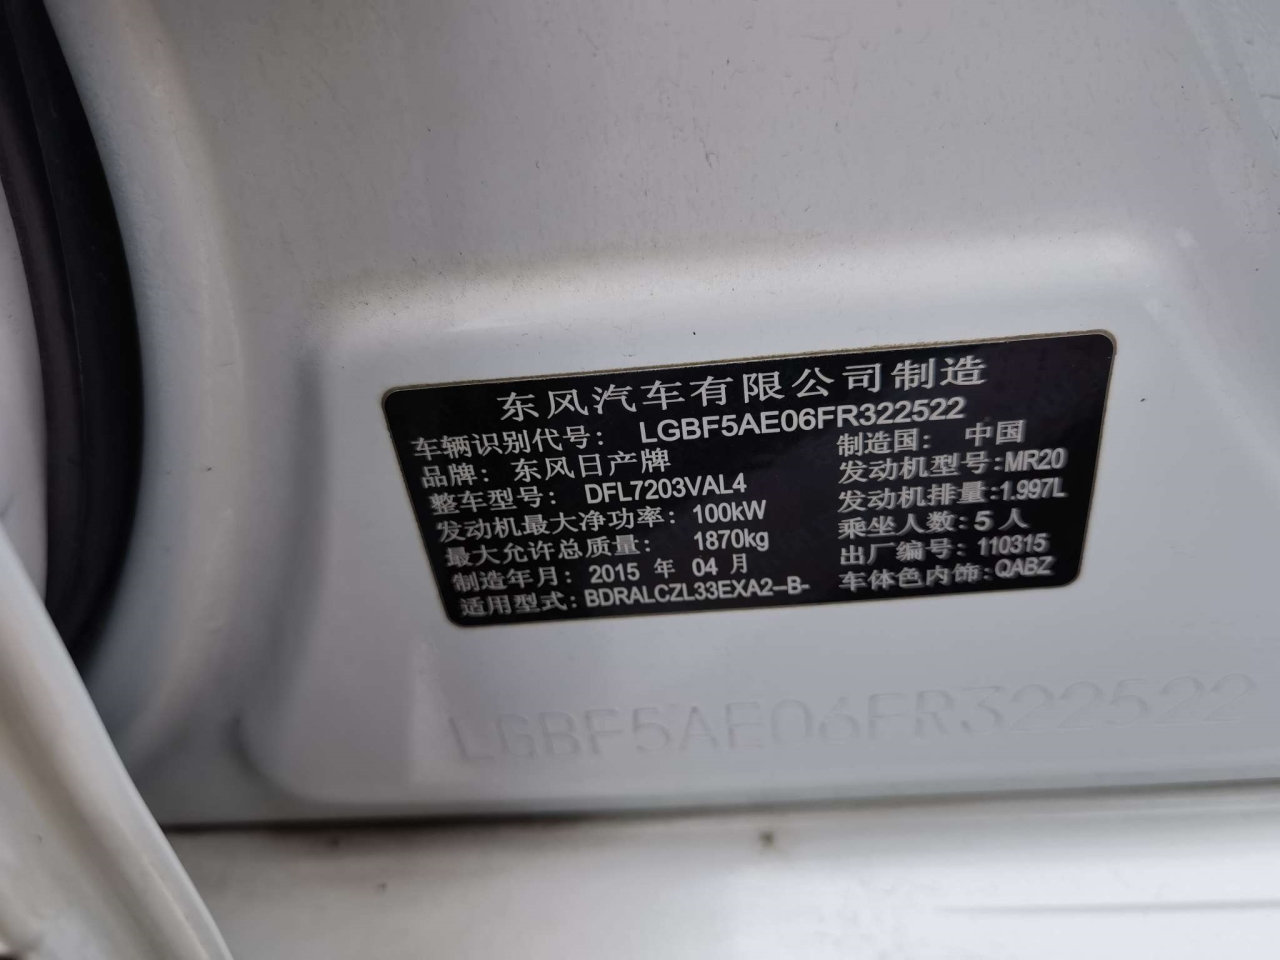 东风汽车有限公司制造
车辆识别代号: LGBF5AE06FR322522
品牌: 东风日产牌 制造国: 中国
整车型号: DFL7203VAL4 发动机型号:MR20
发动机最大净功率: 100kW 发动机排量:1.997L
最大允许总质量: 1870kg 乘坐人数:5 人
制造年月: 2015 年 04 月 出厂编号: 110315
适用型式: BDRALCZL33EXA2--B- 车体色内饰:QABZ
LGBF5AE06FR322522